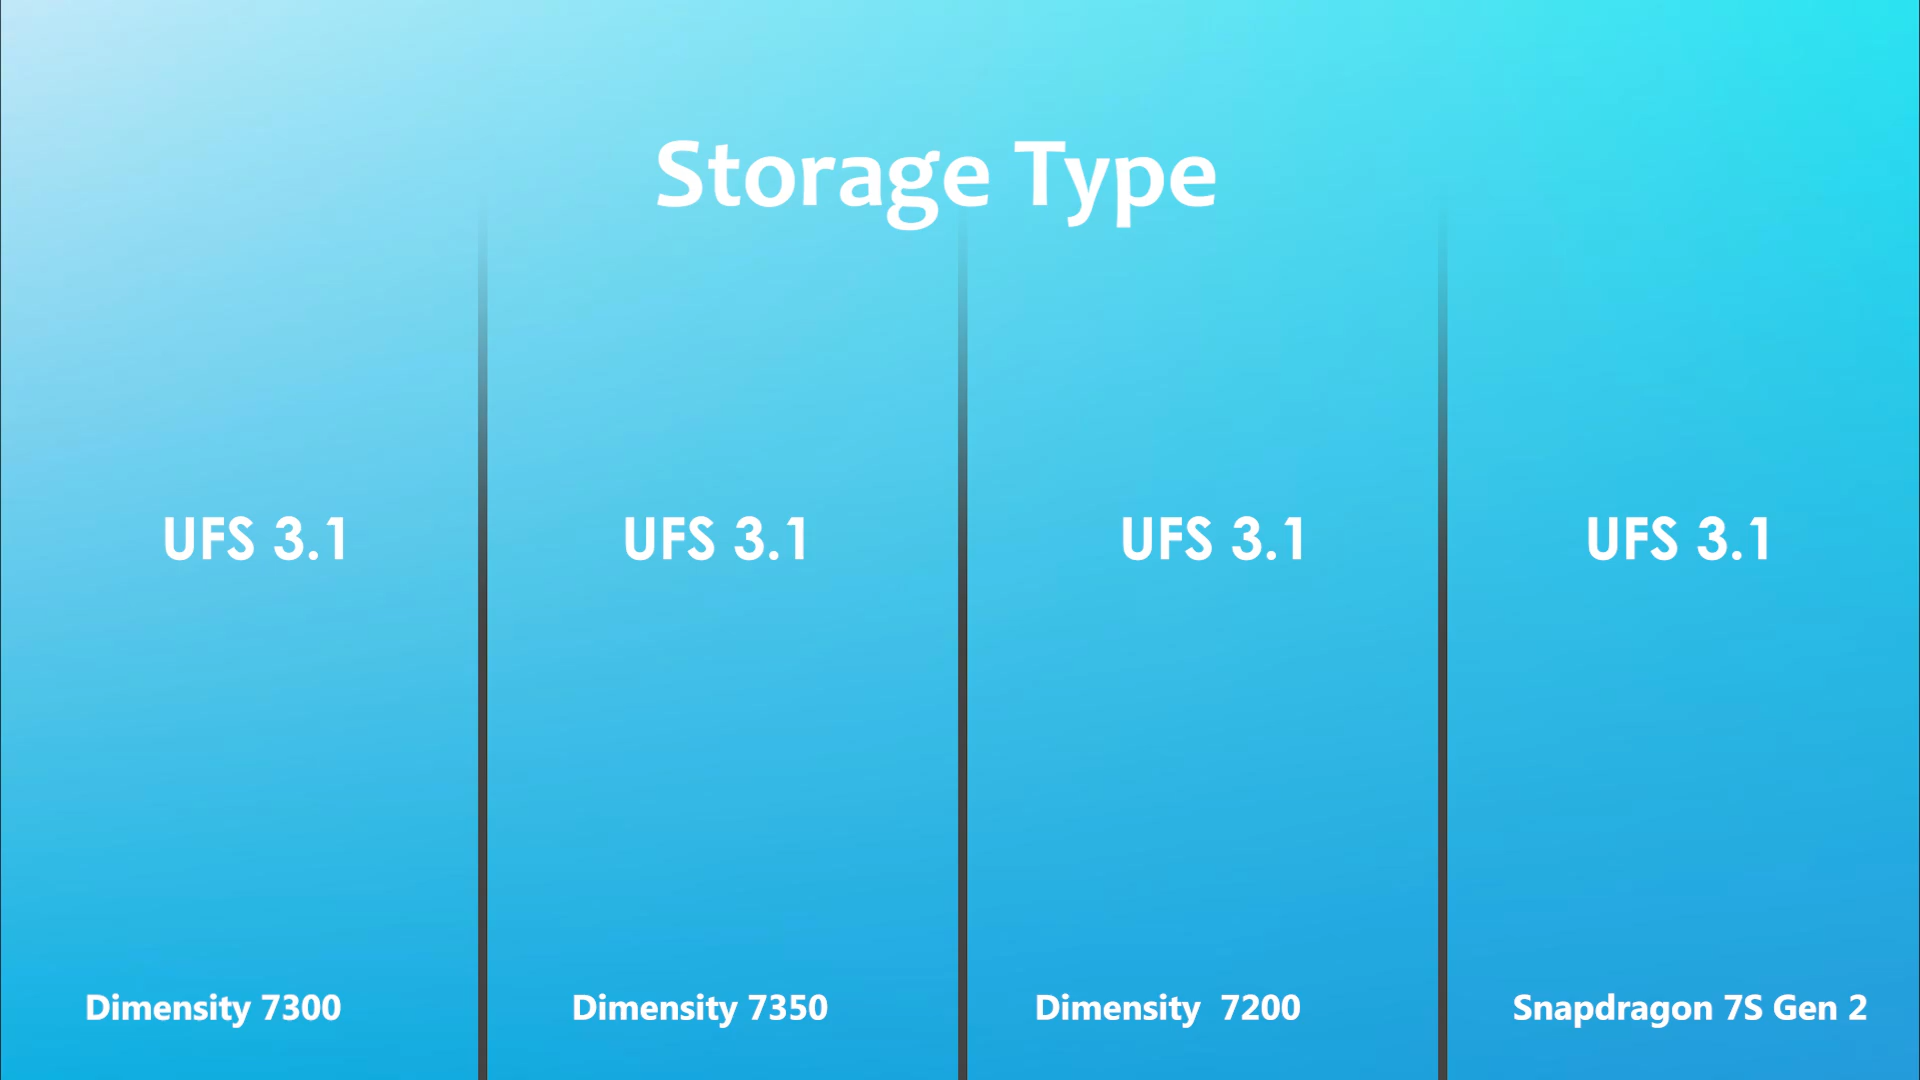 Storage Type
UFS 3.1
UFS 3.1
UFS 3.1
UFS 3.1
Dimensity 7300
Dimensity 7350
Dimensity  7200
Snapdragon 7S Gen 2